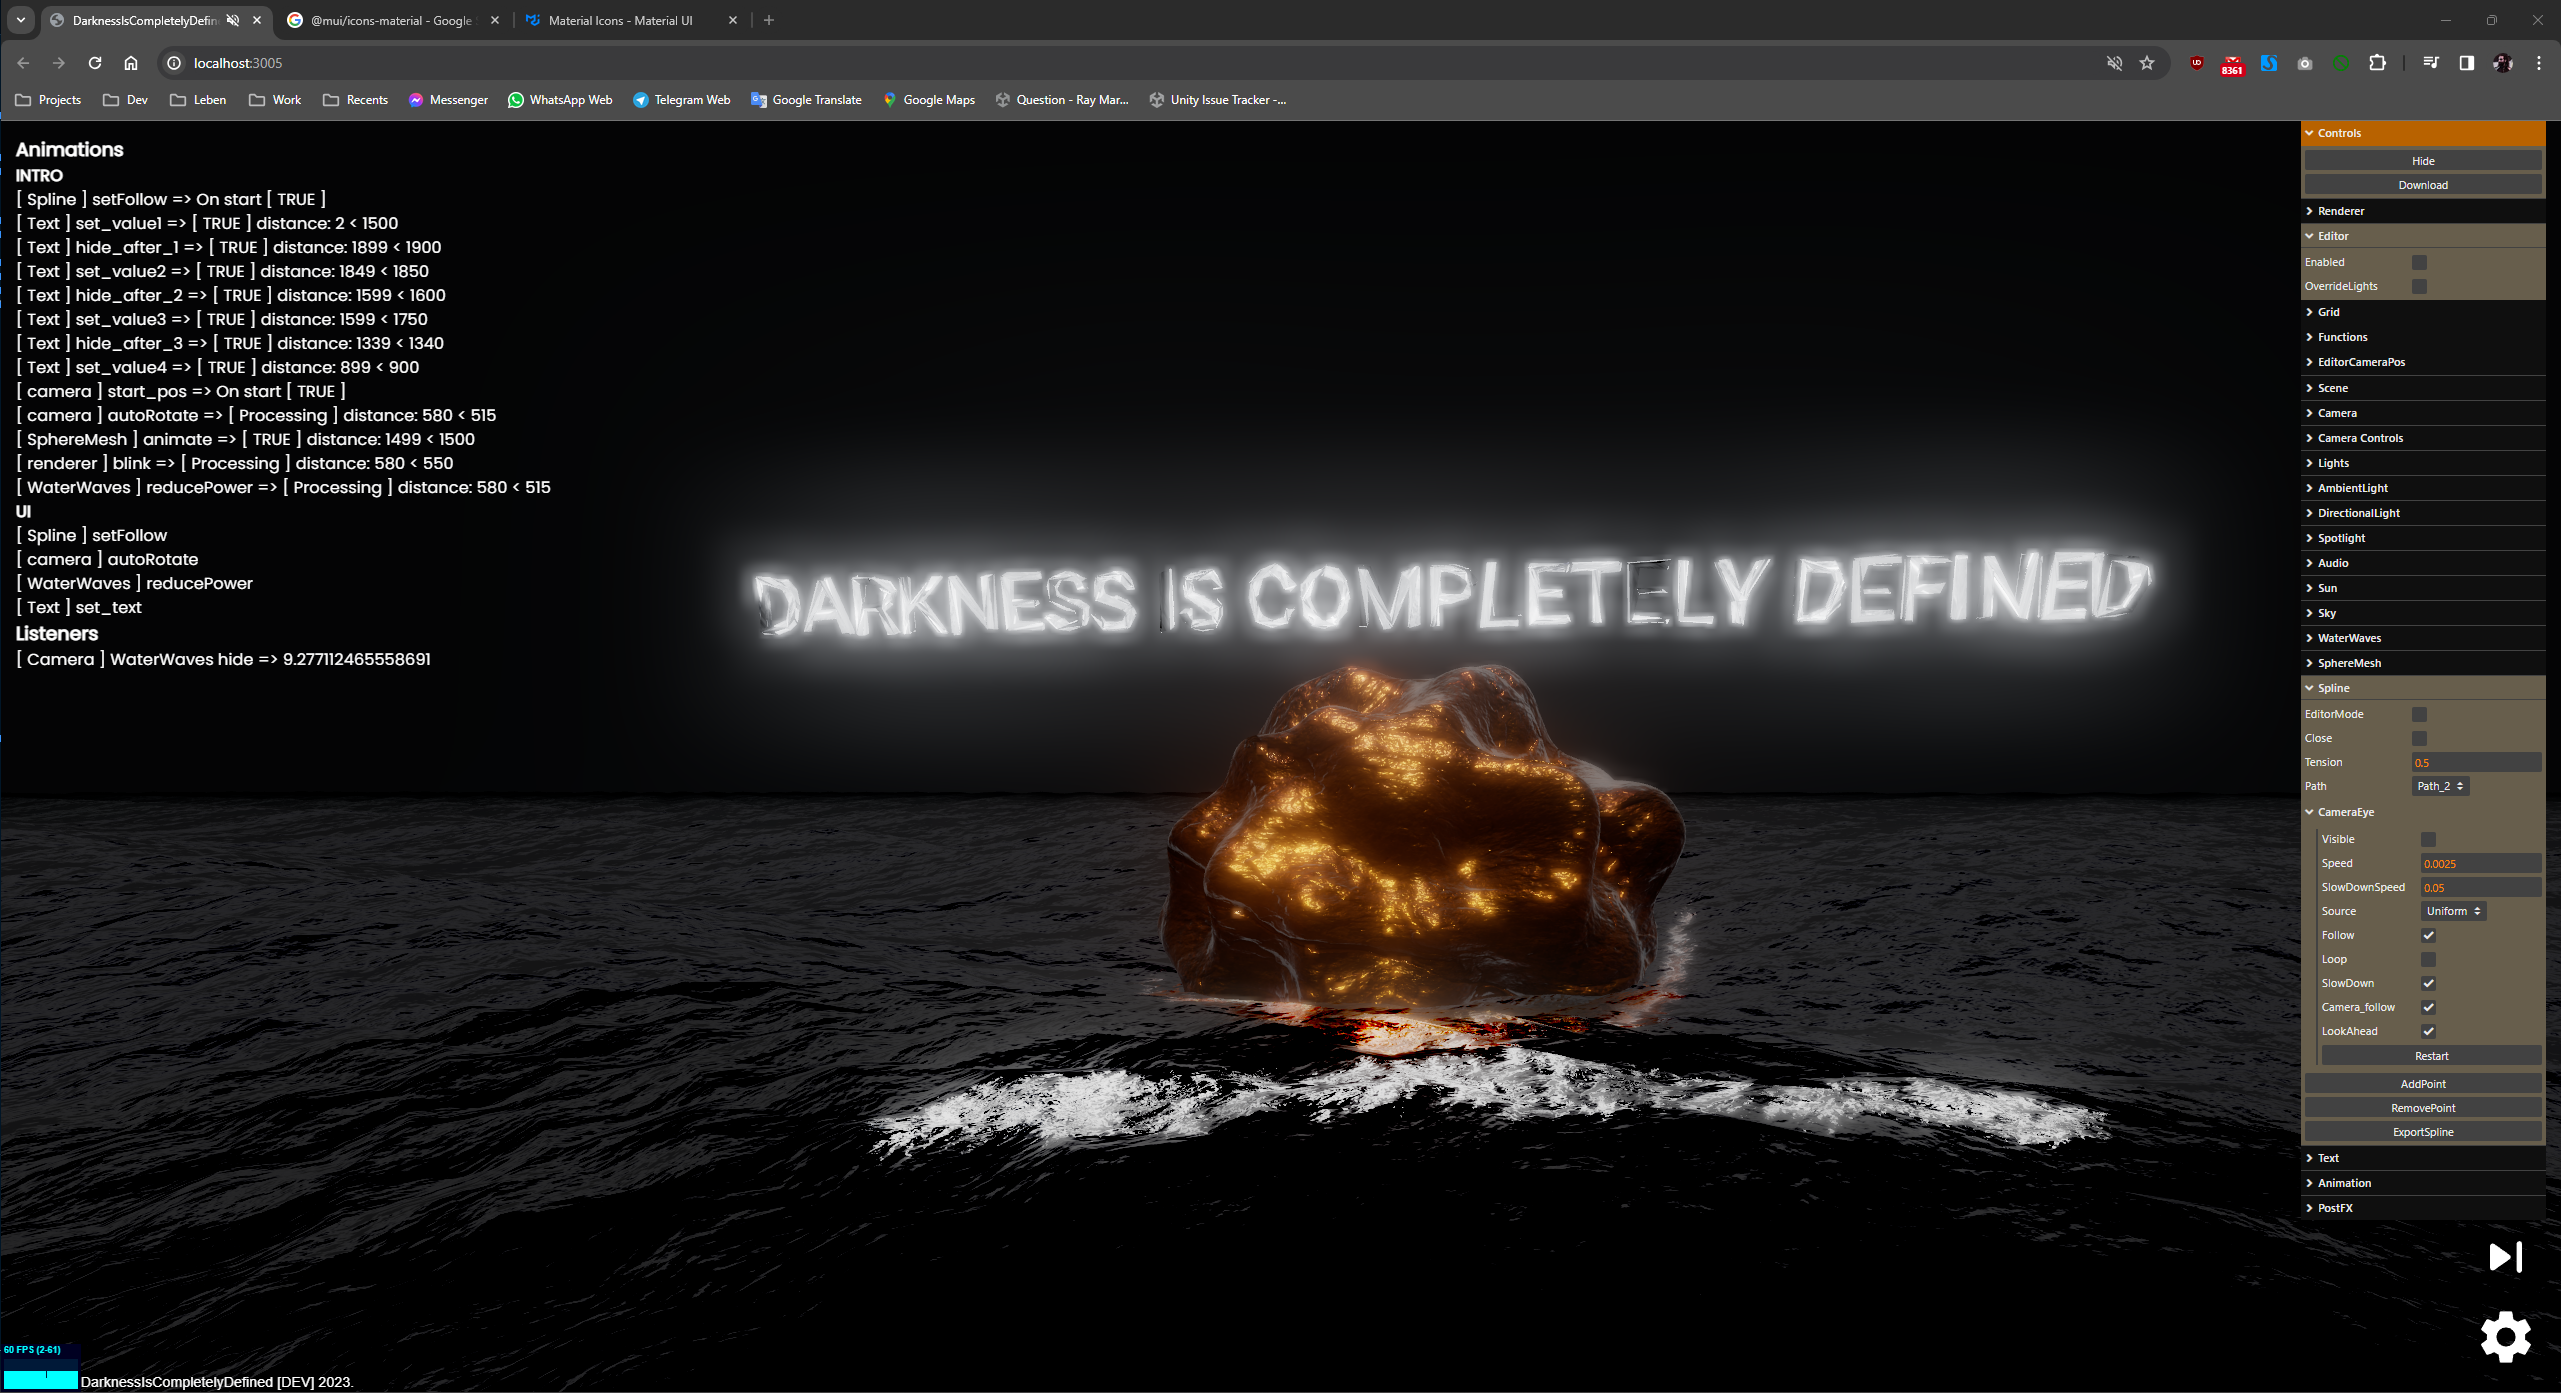 DarknessIsCompletelyDefin
@mui/icons-material - Google
Material Icons - Material UI
localhost:3005
8361
Projects
Dev
Leben
Work
Recents
Messenger
WhatsApp Web
Telegram Web
Google Translate
Google Maps
Question - Ray Mar...
Unity Issue Tracker -...
Animations
INTRO
[ Spline ] setFollow => On start [ TRUE ]
[ Text ] set_value1 => [ TRUE ] distance: 2 < 1500
[ Text ] hide_after_1 => [ TRUE ] distance: 1899 < 1900
[ Text ] set_value2 => [ TRUE ] distance: 1849 < 1850
[ Text ] hide_after_2 => [ TRUE ] distance: 1599 < 1600
[ Text ] set_value3 => [ TRUE ] distance: 1599 < 1750
[ Text ] hide_after_3 => [ TRUE ] distance: 1339 < 1340
[ Text ] set_value4 => [ TRUE ] distance: 899 < 900
[ camera ] start_pos => On start [ TRUE ]
[ camera ] autoRotate => [ Processing ] distance: 580 < 515
[ SphereMesh ] animate => [ TRUE ] distance: 1499 < 1500
[ renderer ] blink => [ Processing ] distance: 580 < 550
[ WaterWaves ] reducePower => [ Processing ] distance: 580 < 515
UI
[ Spline ] setFollow
[ camera ] autoRotate
[ WaterWaves ] reducePower
[ Text ] set_text
Listeners
[ Camera ] WaterWaves hide => 9.277112465558691
DARKNESS IS COMPLETELY DEFINED
Controls
Hide
Download
Renderer
Editor
Enabled
OverrideLights
Grid
Functions
EditorCameraPos
Scene
Camera
Camera Controls
Lights
AmbientLight
DirectionalLight
Spotlight
Audio
Sun
Sky
WaterWaves
SphereMesh
Spline
EditorMode
Close
Tension 0.5
Path Path_2
CameraEye
Visible
Speed 0.0025
SlowDownSpeed 0.05
Source Uniform
Follow
Loop
SlowDown
Camera_follow
LookAhead
Restart
AddPoint
RemovePoint
ExportSpline
Text
Animation
PostFX
60 FPS (2-61)
DarknessIsCompletelyDefined [DEV] 2023.